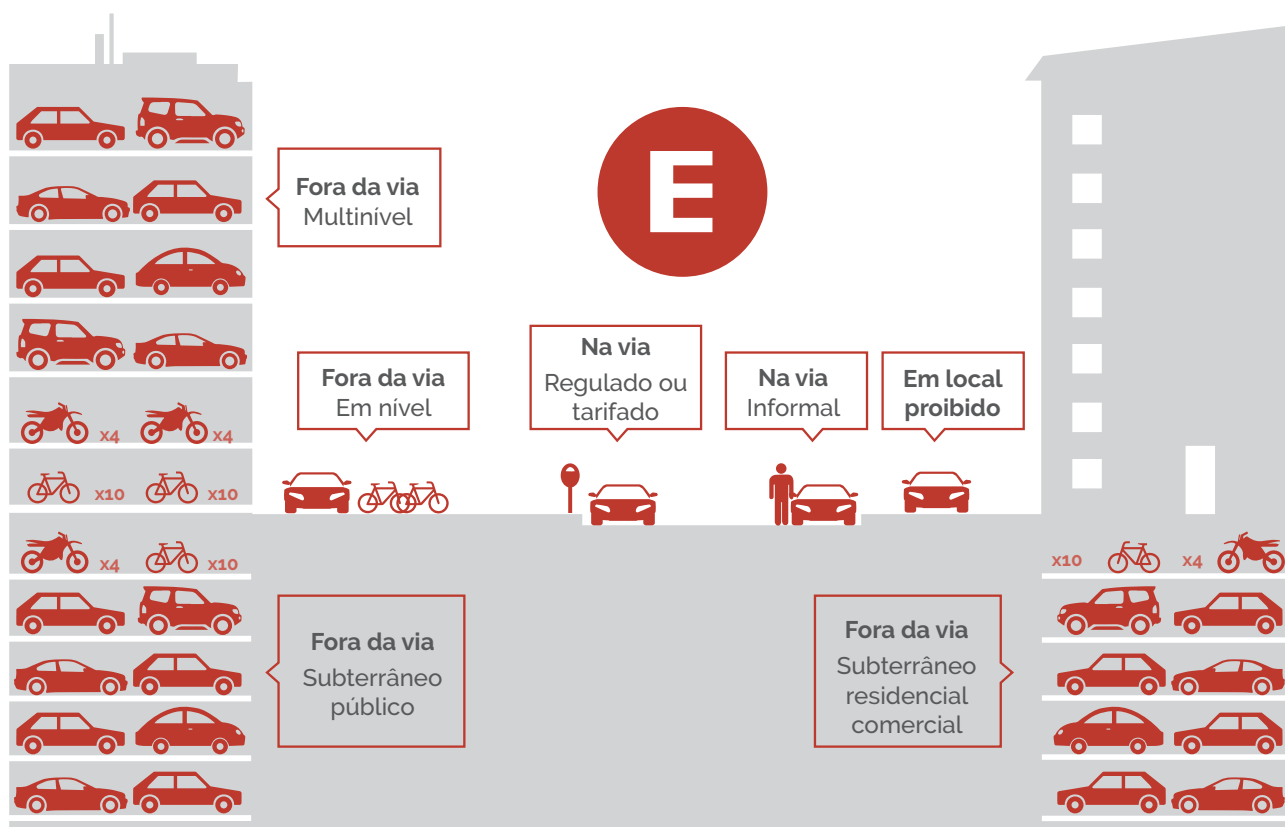 E
Fora da via
Multinível
Fora da via
Em nível
Na via
Regulado ou
tarifado
Na via
Informal
Em local
proibido
x4 x4
x10 x10
x4 x10
x10 x4
Fora da via
Subterrâneo
público
Fora da via
Subterrâneo
residencial
comercial